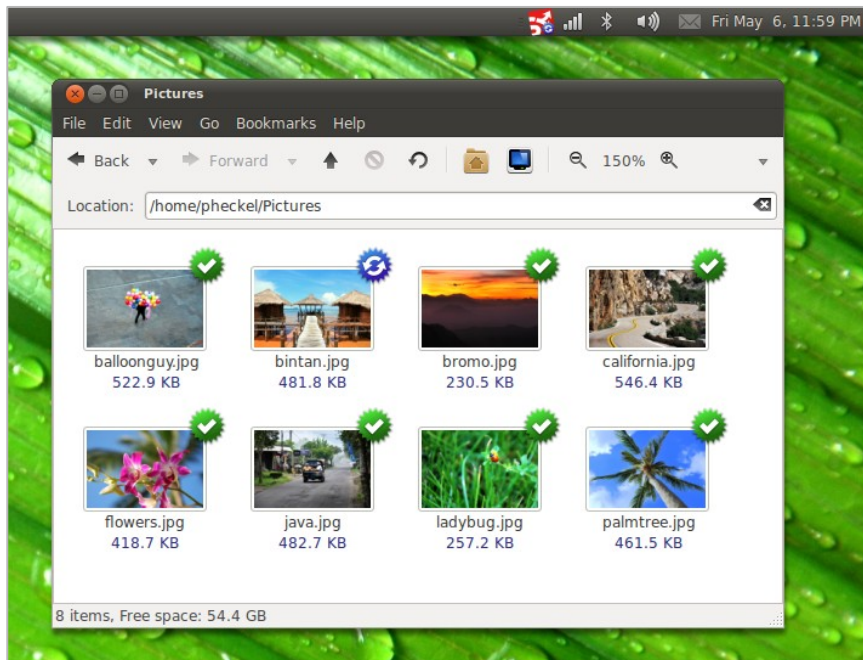 Fri May 6, 11:59 PM
Pictures
File Edit View Go Bookmarks Help
Back Forward 150%
Location: /home/pheckel/Pictures
balloonguy.jpg bintan.jpg bromo.jpg california.jpg
522.9 KB 481.8 KB 230.5 KB 546.4 KB
flowers.jpg java.jpg ladybug.jpg palmtree.jpg
418.7 KB 482.7 KB 257.2 KB 461.5 KB
8 items, Free space: 54.4 GB